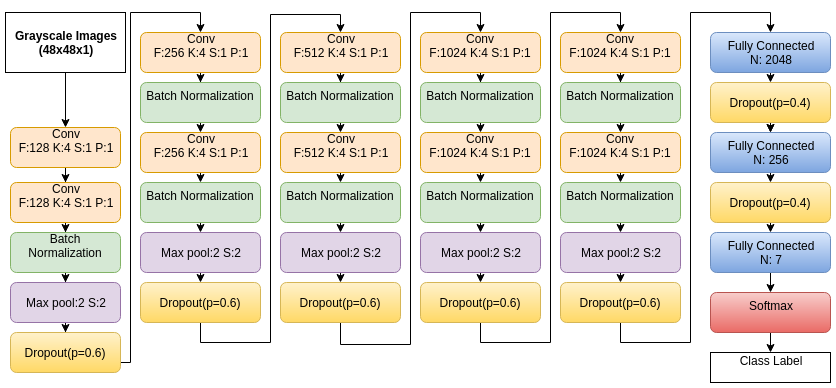 Grayscale Images
(48x48x1)
Conv
F:128 K:4 S:1 P:1
Conv
F:128 K:4 S:1 P:1
Batch
Normalization
Max pool:2 S:2
Dropout(p=0.6)
Conv
F:256 K:4 S:1 P:1
Batch Normalization
Conv
F:256 K:4 S:1 P:1
Batch Normalization
Max pool:2 S:2
Dropout(p=0.6)
Conv
F:512 K:4 S:1 P:1
Batch Normalization
Conv
F:512 K:4 S:1 P:1
Batch Normalization
Max pool:2 S:2
Dropout(p=0.6)
Conv
F:1024 K:4 S:1 P:1
Batch Normalization
Conv
F:1024 K:4 S:1 P:1
Batch Normalization
Max pool:2 S:2
Dropout(p=0.6)
Conv
F:1024 K:4 S:1 P:1
Batch Normalization
Conv
F:1024 K:4 S:1 P:1
Batch Normalization
Max pool:2 S:2
Dropout(p=0.6)
Fully Connected
N: 2048
Dropout(p=0.4)
Fully Connected
N: 256
Dropout(p=0.4)
Fully Connected
N: 7
Softmax
Class Label